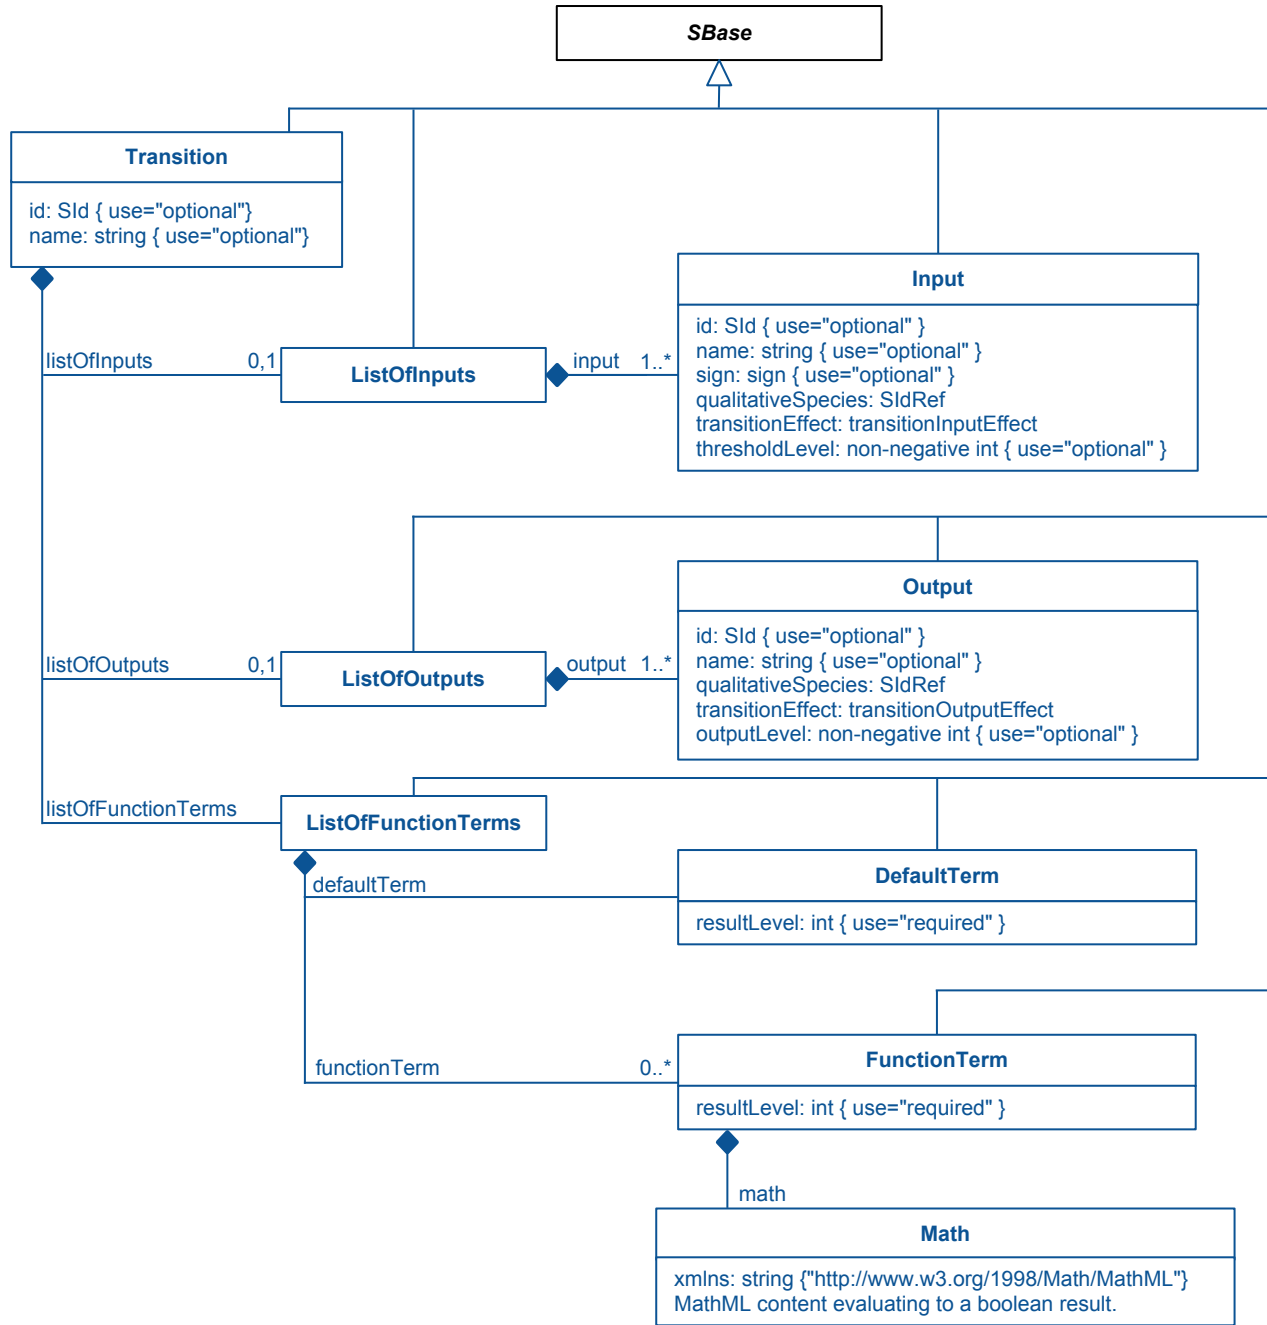 SBase
Transition
id: SId { use="optional"}
name: string { use="optional"}
Input
id: SId { use="optional" }
name: string { use="optional" }
sign: sign { use="optional" }
qualitativeSpecies: SIdRef
transitionEffect: transitionInputEffect
thresholdLevel: non-negative int { use="optional" }
listOfInputs 0,1
ListOfInputs
input 1..*
Output
id: SId { use="optional" }
name: string { use="optional" }
qualitativeSpecies: SIdRef
transitionEffect: transitionOutputEffect
outputLevel: non-negative int { use="optional" }
listOfOutputs 0,1
ListOfOutputs
output 1..*
listOfFunctionTerms
ListOfFunctionTerms
defaultTerm
DefaultTerm
resultLevel: int { use="required" }
functionTerm 0..*
FunctionTerm
resultLevel: int { use="required" }
math
Math
xmlns: string {"http://www.w3.org/1998/Math/MathML"}
MathML content evaluating to a boolean result.